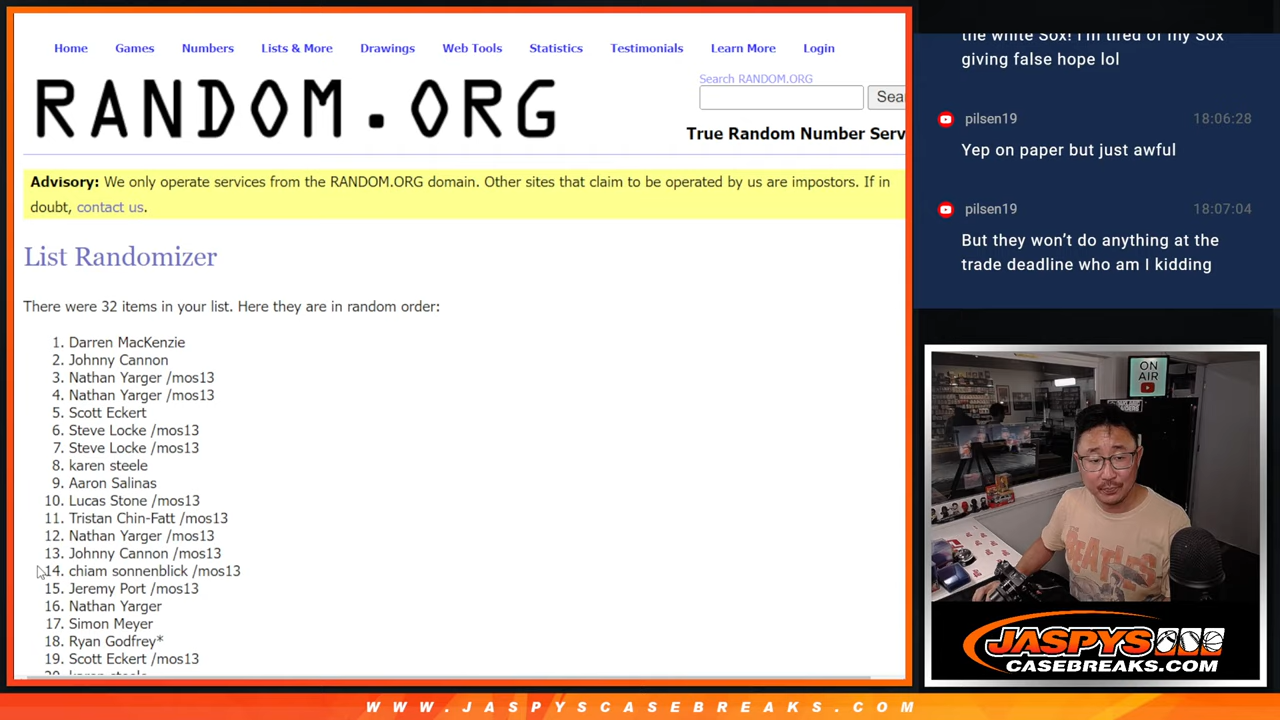 Home Games Numbers Lists & More Drawings Web Tools Statistics Testimonials Learn More Login
RANDOM.ORG
Search RANDOM.ORG
Sea
True Random Number Serv
Advisory: We only operate services from the RANDOM.ORG domain. Other sites that claim to be operated by us are impostors. If in
doubt, contact us.
List Randomizer
There were 32 items in your list. Here they are in random order:
1. Darren MacKenzie
2. Johnny Cannon
3. Nathan Yarger /mos13
4. Nathan Yarger /mos13
5. Scott Eckert
6. Steve Locke /mos13
7. Steve Locke /mos13
8. karen steele
9. Aaron Salinas
10. Lucas Stone /mos13
11. Tristan Chin-Fatt /mos13
12. Nathan Yarger /mos13
13. Johnny Cannon /mos13
14. chiam sonnenblick /mos13
15. Jeremy Port /mos13
16. Nathan Yarger
17. Simon Meyer
18. Ryan Godfrey*
19. Scott Eckert /mos13
the white Sox! I'm tired of my Sox
giving false hope lol
pilsen19 18:06:28
Yep on paper but just awful
pilsen19 18:07:04
But they won't do anything at the
trade deadline who am I kidding
ON
AIR
BEATLES
JASPYS
CASEBREAKS.COM
WWW.JASPYSCASEBREAKS.COM